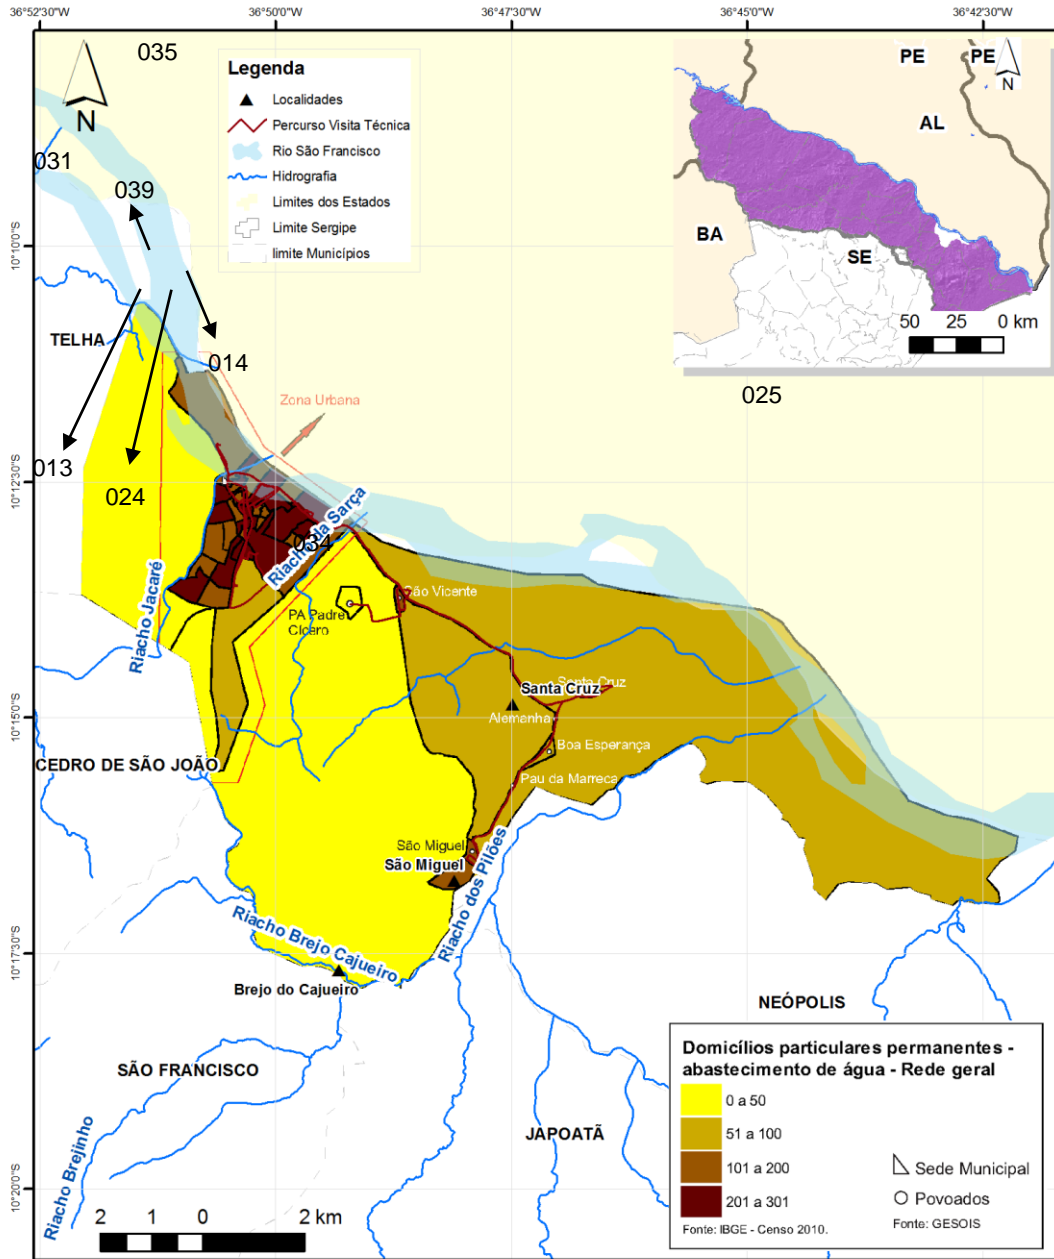 36°52'30"W
36°50'0"W
36°47'30"W
36°45'0"W
36°42'30"W
035
N
031
039
Legenda
Localidades
Percurso Visita Técnica
Rio São Francisco
Hidrografia
Limites dos Estados
Limite Sergipe
limite Municípios
PE
PE
N
AL
BA
SE
50 25 0 km
10°10'0"S
TELHA
014
025
Zona Urbana
013
024
10°12'30"S
Riacho da Sarça
034
Riacho Jacaré
São Vicente
PA Padre
Cícero
Santa Cruz
Santa Cruz
Alemanha
10°15'0"S
Boa Esperança
CEDRO DE SÃO JOÃO
Pau da Marreca
São Miguel
São Miguel
Riacho dos Pilões
Riacho Brejo Cajueiro
10°17'30"S
Brejo do Cajueiro
NEÓPOLIS
SÃO FRANCISCO
JAPOATÃ
Riacho Brejinho
10°20'0"S
2 1 0 2 km
Domicílios particulares permanentes -
abastecimento de água - Rede geral
0 a 50
51 a 100
101 a 200
201 a 301
Fonte: IBGE - Censo 2010.
Sede Municipal
Povoados
Fonte: GESOIS